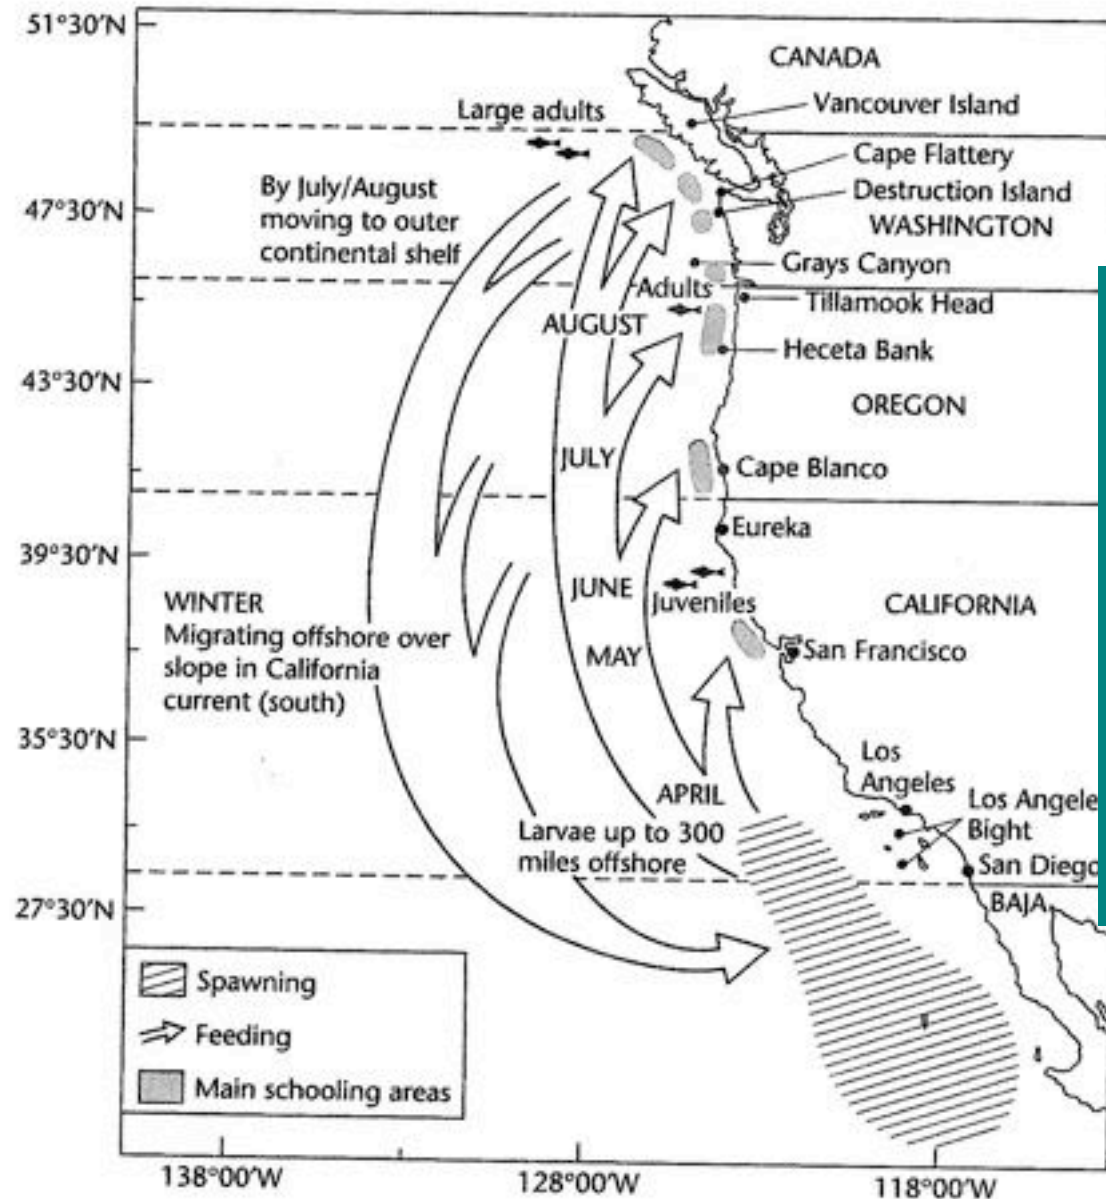 51°30′N
CANADA
Large adults
Vancouver Island
Cape Flattery
By July/August
moving to outer
continental shelf
Destruction Island
47°30′N
WASHINGTON
Grays Canyon
Adults
Tillamook Head
AUGUST
Heceta Bank
43°30′N
OREGON
JULY
Cape Blanco
Eureka
39°30′N
JUNE
Juveniles
CALIFORNIA
WINTER
Migrating offshore over
slope in California
current (south)
MAY
San Francisco
35°30′N
Los
Angeles
APRIL
Los Angele
Bight
Larvae up to 300
miles offshore
San Diego
27°30′N
BAJA
Spawning
Feeding
Main schooling areas
138°00′W
128°00′W
118°00′W